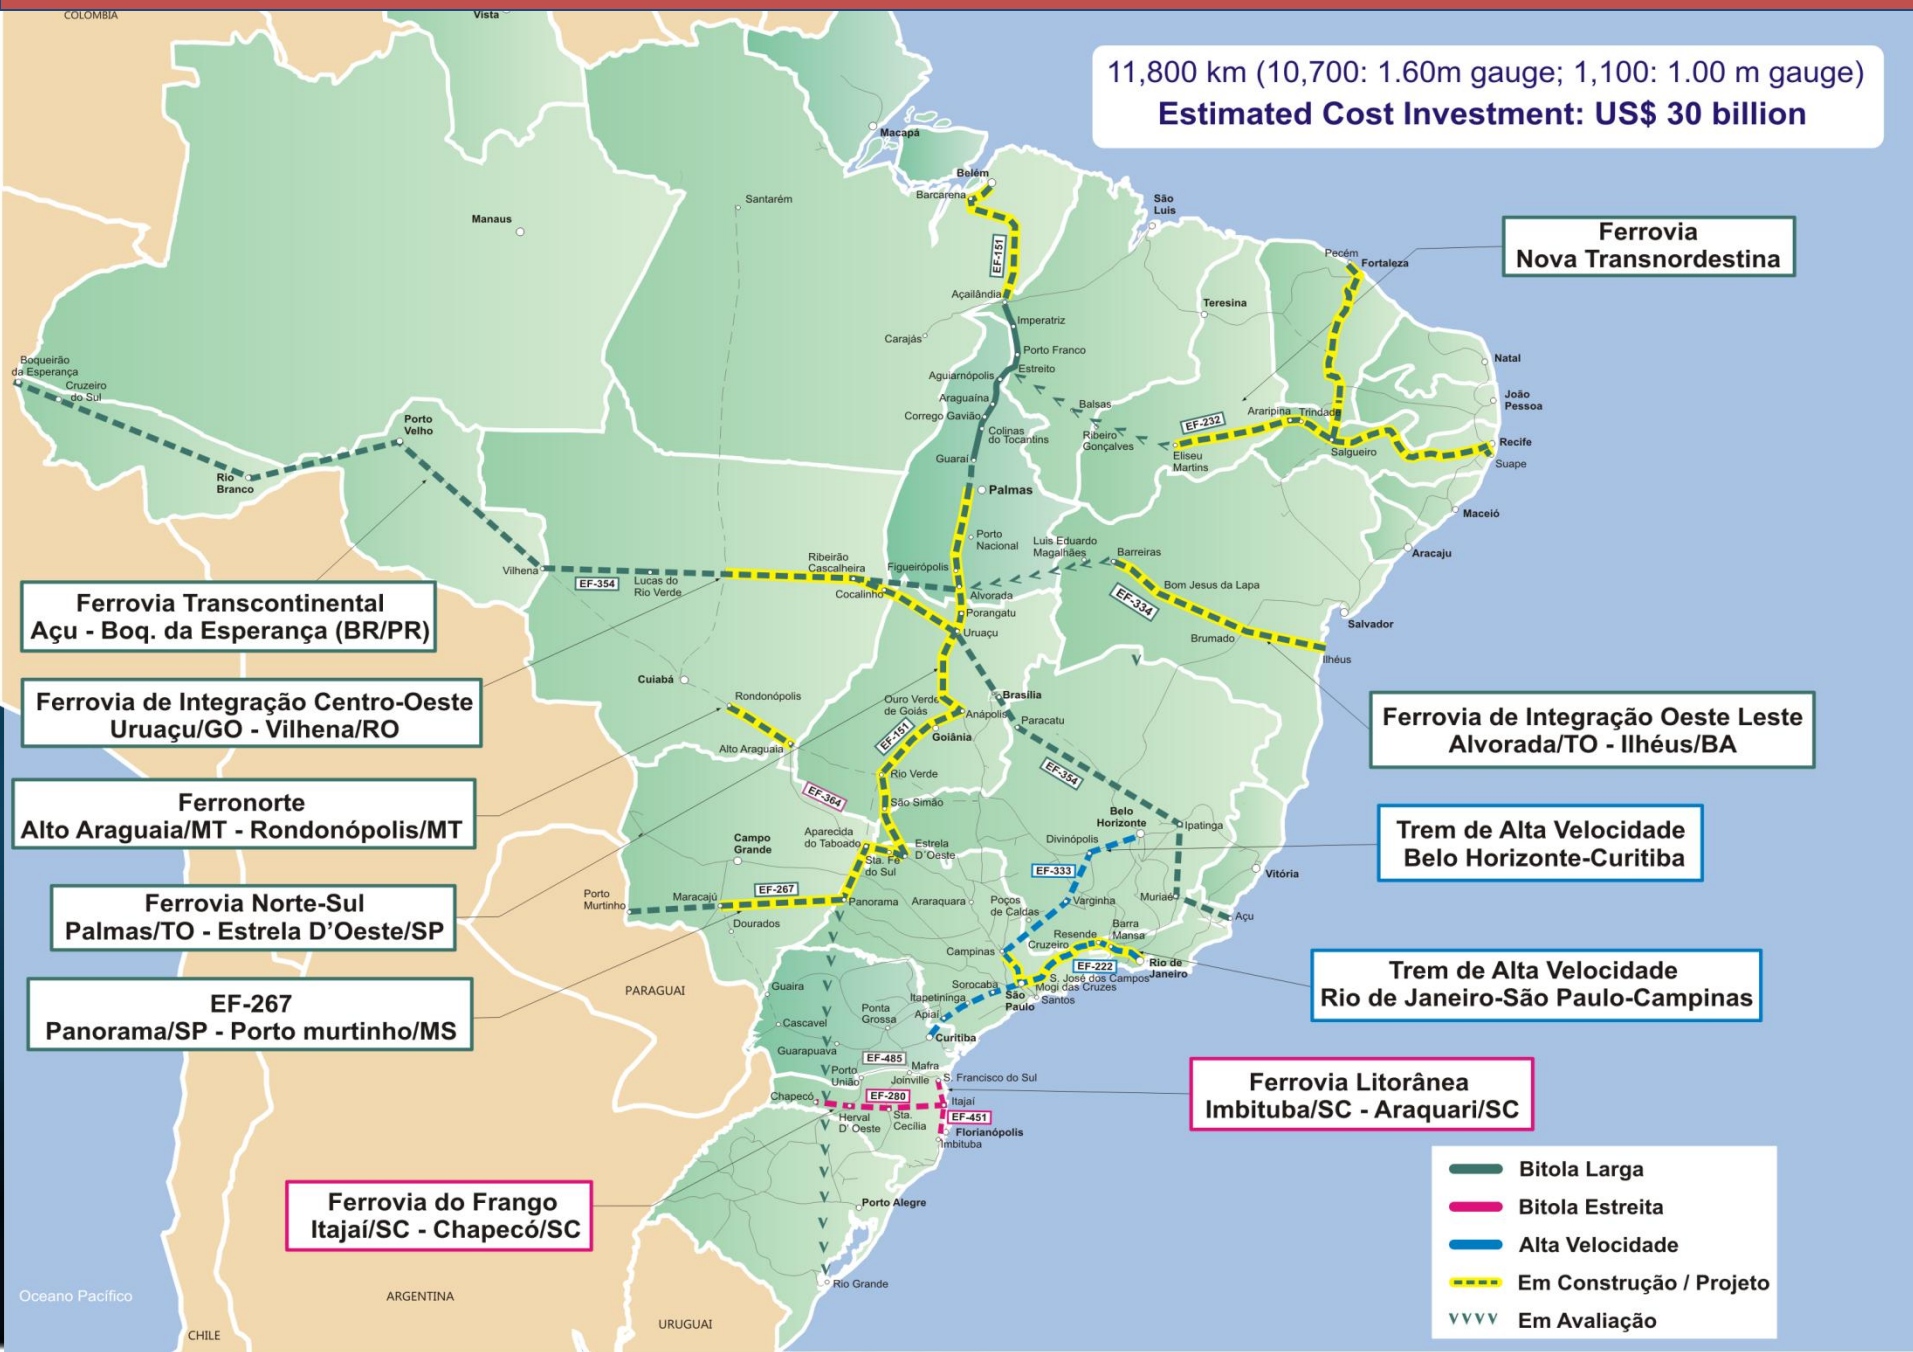 COLOMBIA
Vista
11,800 km (10,700: 1.60m gauge; 1,100: 1.00 m gauge)
Estimated Cost Investment: US$ 30 billion
Macapá
Belém
Barcarena
Santarém
São
Luis
Manaus
EF-151
Ferrovia
Nova Transnordestina
Pecém
Fortaleza
Açailândia
Teresina
Imperatriz
Carajás
Porto Franco
Estreito
Aguiarnópolis
Natal
Boqueirão
da Esperança
Cruzeiro
do Sul
Araguaína
Balsas
João
Pessoa
Corrego Gavião
Araripina
Trindade
EF-232
Porto
Velho
Colinas
do Tocantins
Ribeiro
Gonçalves
Recife
Guaraí
Eliseu
Martins
Salgueiro
Suape
Rio
Branco
Palmas
Maceió
Porto
Nacional
Luis Eduardo
Magalhães
Barreiras
Aracaju
Vilhena
EF-354
Lucas do
Rio Verde
Ribeirão
Cascalheira
Figueirópolis
Cocalinho
Alvorada
Bom Jesus da Lapa
EF-334
Ferrovia Transcontinental
Açu - Boq. da Esperança (BR/PR)
Porangatu
Uruaçu
Salvador
Brumado
Ilhéus
Ferrovia de Integração Centro-Oeste
Uruaçu/GO - Vilhena/RO
Cuiabá
Rondonópolis
Ouro Verde
de Goiás
Brasília
Anápolis
Paracatu
Ferrovia de Integração Oeste Leste
Alvorada/TO - Ilhéus/BA
Alto Araguaia
EF-151
Goiânia
EF-354
Rio Verde
Ferronorte
Alto Araguaia/MT - Rondonópolis/MT
EF-364
São Simão
Belo
Horizonte
Ipatinga
Trem de Alta Velocidade
Belo Horizonte-Curitiba
Campo
Grande
Aparecida
do Taboado
Sta. Fé
do Sul
Estrela
D'Oeste
Divinópolis
EF-333
Vitória
Ferrovia Norte-Sul
Palmas/TO - Estrela D'Oeste/SP
Porto
Murtinho
Maracajú
EF-267
Panorama
Araraquara
Poços
de Caldas
Varginha
Muriaé
Açu
Dourados
Barra
Mansa
Resende
Cruzeiro
Campinas
EF-222
Rio de
Janeiro
Trem de Alta Velocidade
Rio de Janeiro-São Paulo-Campinas
EF-267
Panorama/SP - Porto murtinho/MS
PARAGUAI
Guaira
Sorocaba
S. José dos Campos
Mogi das Cruzes
São
Paulo
Santos
Itapetininga
Ponta
Grossa
Apiaí
Cascavel
Curitiba
Guarapuava
EF-485
Porto
União
Mafra
Joinville
S. Francisco do Sul
Ferrovia Litorânea
Imbituba/SC - Araquari/SC
Chapecó
EF-280
Itajaí
EF-451
Herval
D' Oeste
Sta.
Cecília
Florianópolis
Imbituba
Ferrovia do Frango
Itajaí/SC - Chapecó/SC
Porto Alegre
Rio Grande
Bitola Larga
Bitola Estreita
Alta Velocidade
Em Construção / Projeto
Em Avaliação
Oceano Pacífico
ARGENTINA
CHILE
URUGUAI